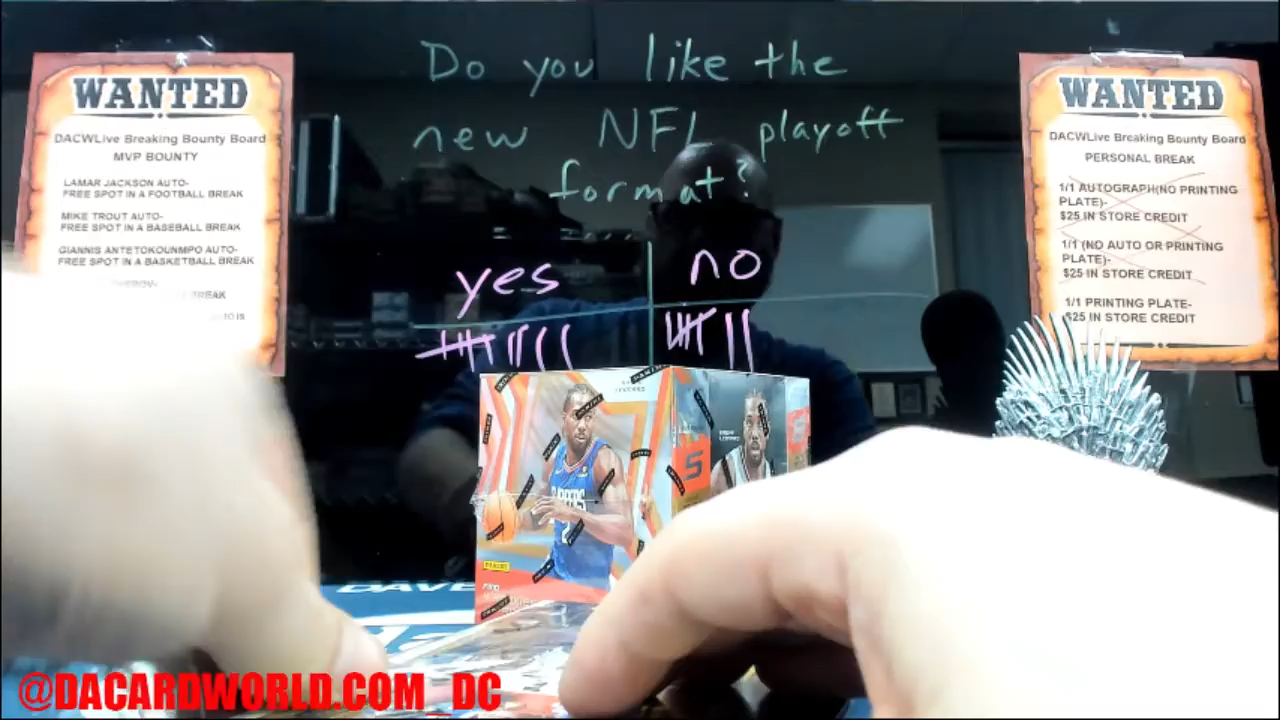 Do you like the
new NFL playoff
format?
yes
no
WANTED
DACWLive Breaking Bounty Board
MVP BOUNTY
LAMAR JACKSON AUTO-
FREE SPOT IN A FOOTBALL BREAK
MIKE TROUT AUTO-
FREE SPOT IN A BASEBALL BREAK
GIANNIS ANTETOKOUNMPO AUTO-
FREE SPOT IN A BASKETBALL BREAK
BREAK
WANTED
DACWLive Breaking Bounty Board
PERSONAL BREAK
1/1 AUTOGRAPH(NO PRINTING
PLATE)-
$25 IN STORE CREDIT
1/1 (NO AUTO OR PRINTING
PLATE)-
$25 IN STORE CREDIT
1/1 PRINTING PLATE-
$25 IN STORE CREDIT
CLIPPERS
PANINI
5
DAVE
@DACARDWORLD.COM_DC